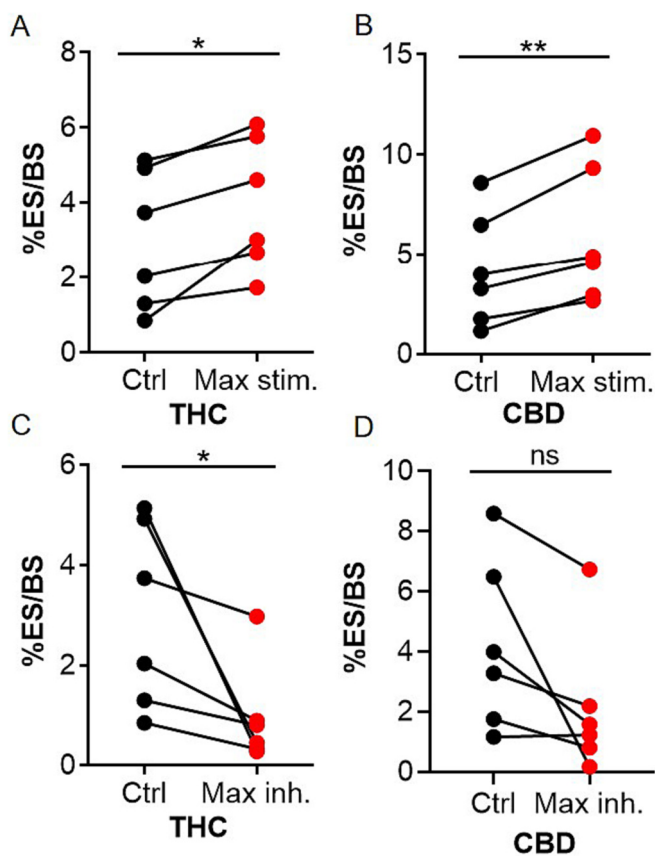 A
*
8
6
4
2
0
%ES/BS
Ctrl Max stim.
THC
B
**
15
10
5
0
%ES/BS
Ctrl Max stim.
CBD
C
*
6
4
2
0
%ES/BS
Ctrl Max inh.
THC
D
ns
10
8
6
4
2
0
%ES/BS
Ctrl Max inh.
CBD